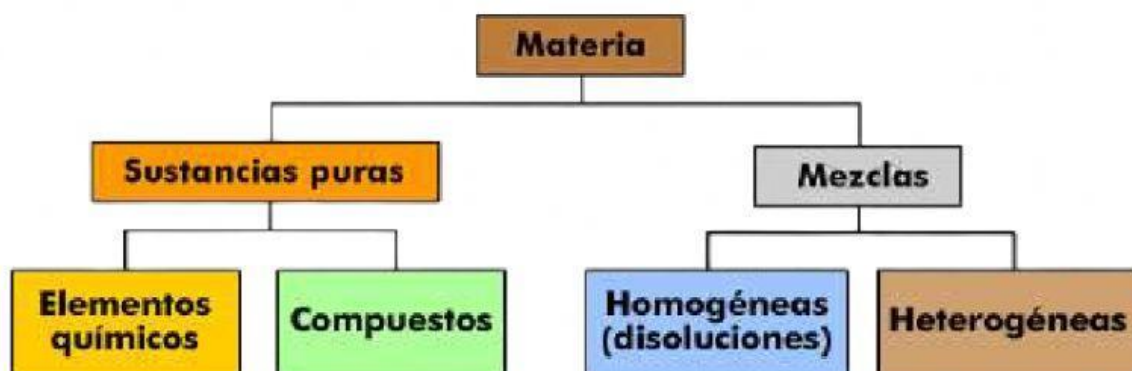 Materia
Sustancias puras
Mezclas
Elementos
químicos
Compuestos
Homogéneas
(disoluciones)
Heterogéneas